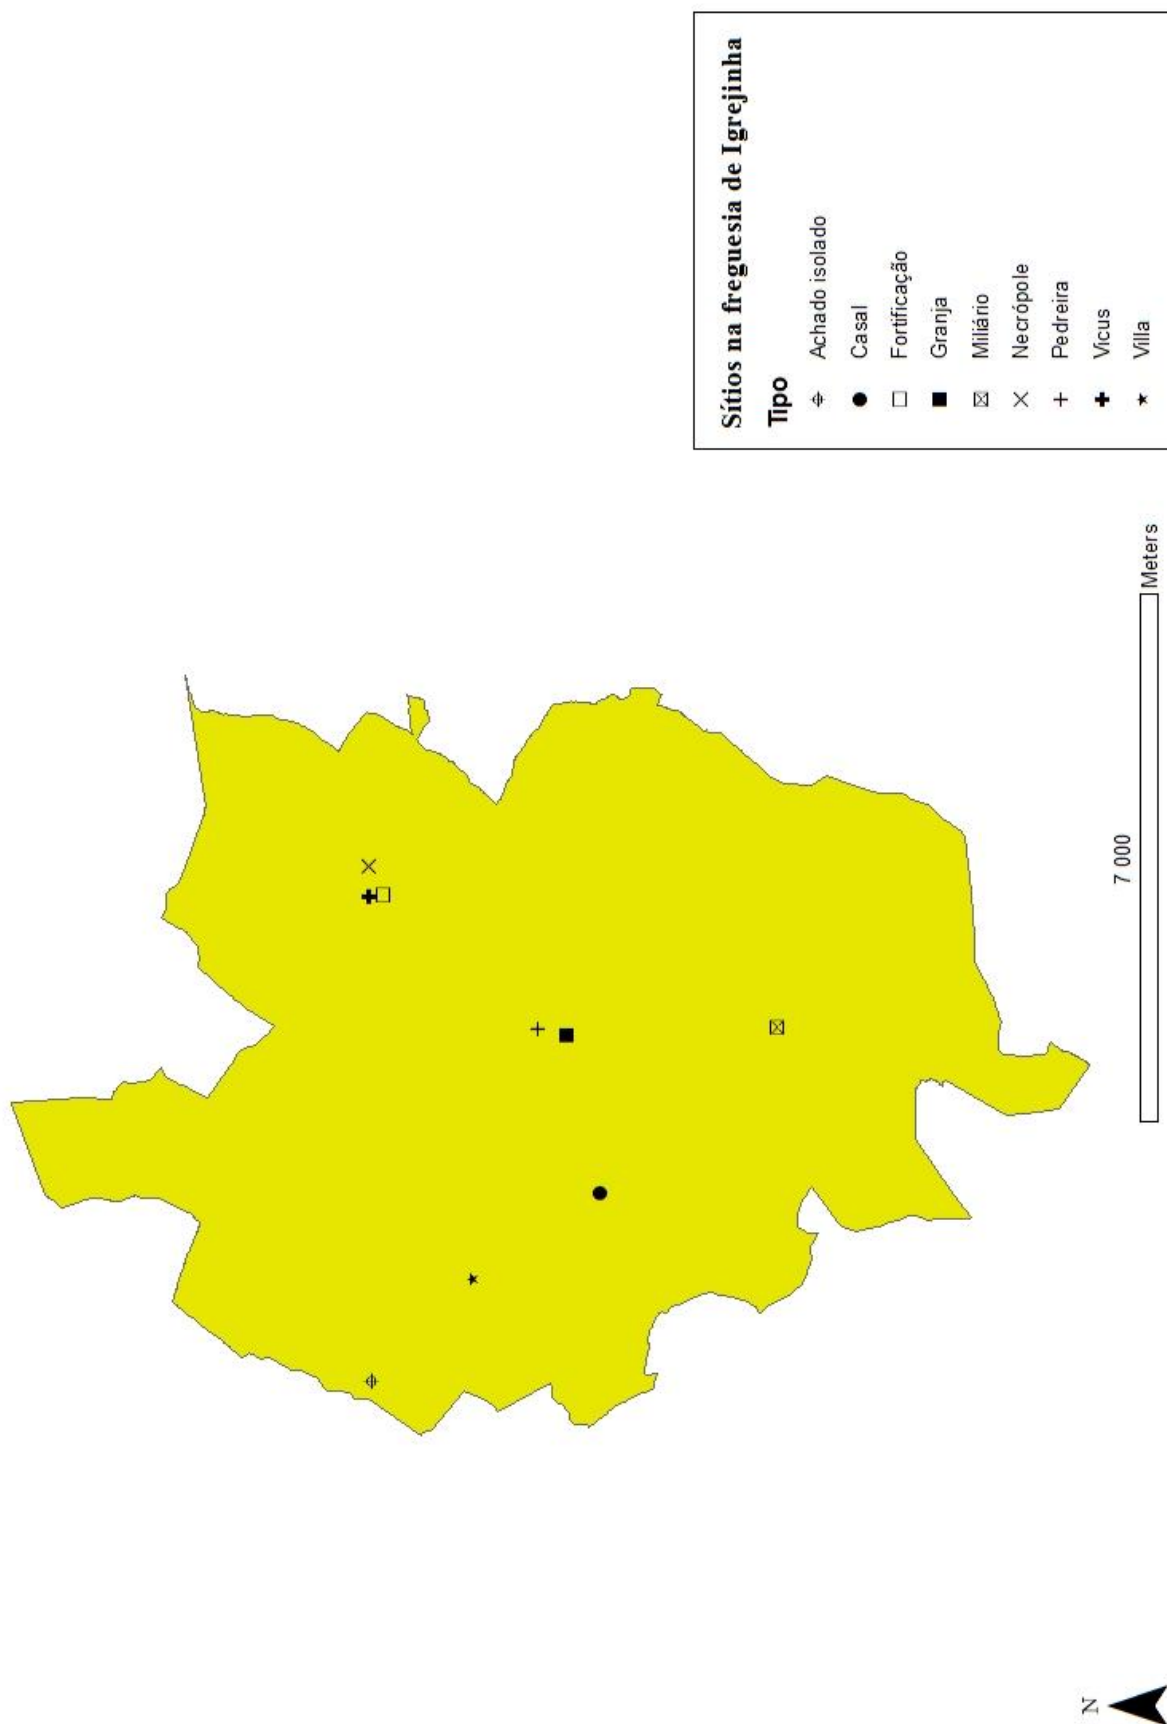 Sítios na freguesia de Igrejinha
Tipo
Achado isolado
Casal
Fortificação
Granja
Miliário
Necrópole
Pedreira
Vicus
Villa
7 000
Meters
N